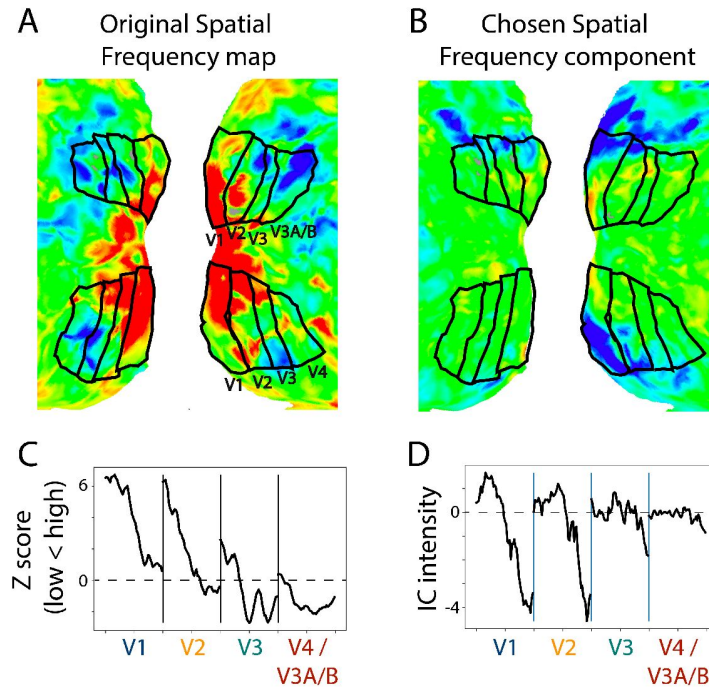 A
Original Spatial
Frequency map
B
Chosen Spatial
Frequency component
V1
V2
V3
V3A/B
V1
V2
V3
V4
C
Z score
(low < high)
6
0
V1
V2
V3
V4 /
V3A/B
D
IC intensity
0
-4
V1
V2
V3
V4 /
V3A/B